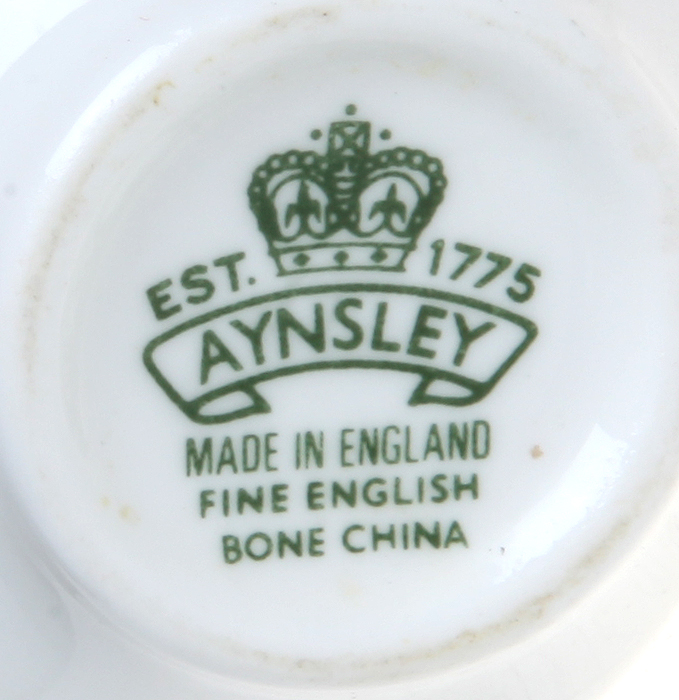 EST. 1775
AYNSLEY
MADE IN ENGLAND
FINE ENGLISH
BONE CHINA